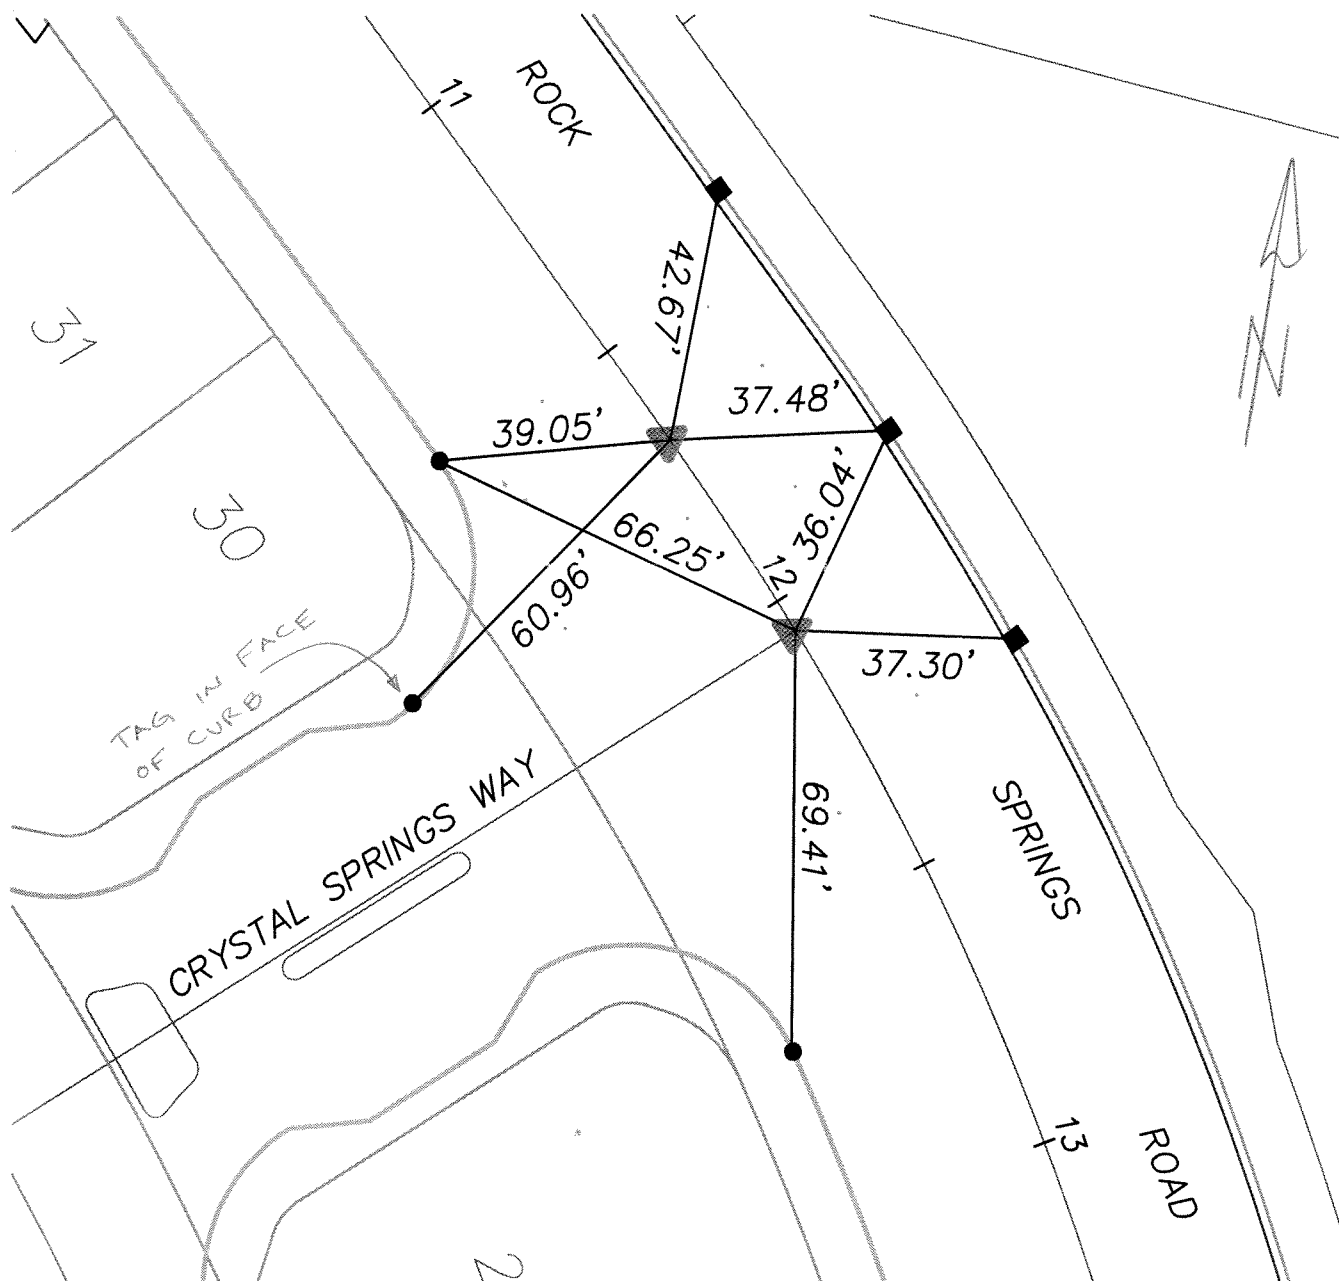 11
ROCK
42.67'
31
39.05'
37.48'
N
36.04'
30
66.25'
12
60.96'
TAG IN FACE
OF CURB
37.30'
CRYSTAL SPRINGS WAY
69.41'
SPRINGS
13
ROAD